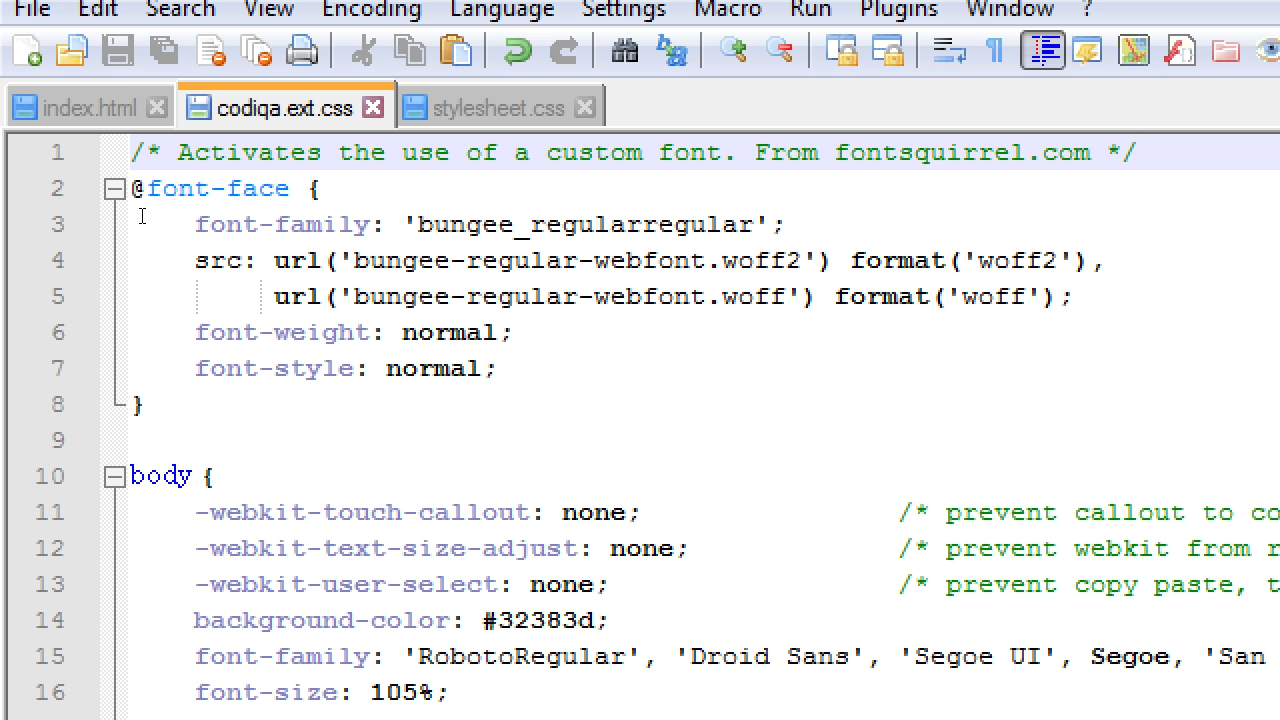 File Edit Search View Encoding Language Settings Macro Run Plugins Window ?
index.html codiqa.ext.css stylesheet.css
1 /* Activates the use of a custom font. From fontsquirrel.com */
2 @font-face {
3 font-family: 'bungee_regularregular';
4 src: url('bungee-regular-webfont.woff2') format('woff2'),
5 url('bungee-regular-webfont.woff') format('woff');
6 font-weight: normal;
7 font-style: normal;
8 }
9
10 body {
11 -webkit-touch-callout: none; /* prevent callout to co
12 -webkit-text-size-adjust: none; /* prevent webkit from r
13 -webkit-user-select: none; /* prevent copy paste, t
14 background-color: #32383d;
15 font-family: 'RobotoRegular', 'Droid Sans', 'Segoe UI', Segoe, 'San
16 font-size: 105%;